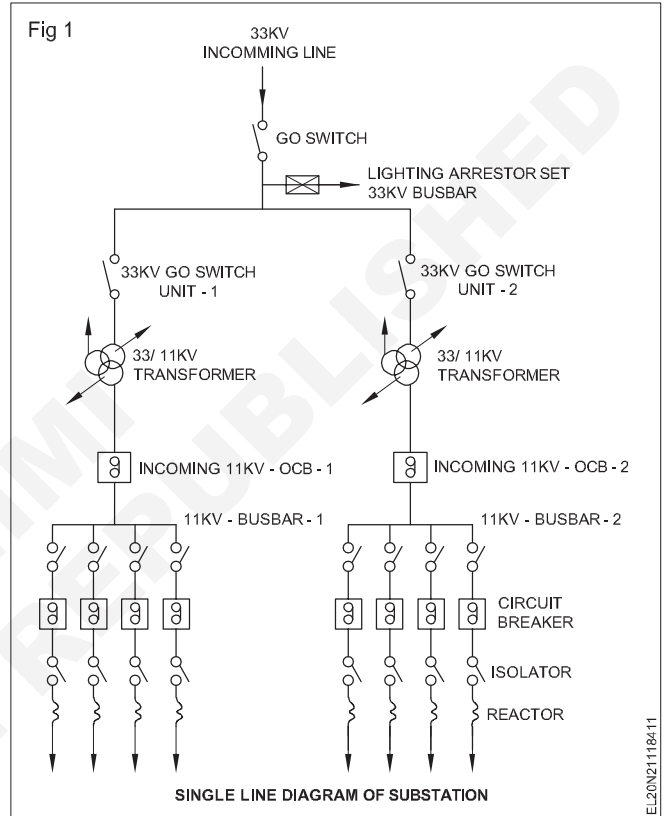 Fig 1
33KV
INCOMMING LINE
GO SWITCH
LIGHTING ARRESTOR SET
33KV BUSBAR
33KV GO SWITCH
UNIT - 1
33KV GO SWITCH
UNIT - 2
33/ 11KV
TRANSFORMER
33/ 11KV
TRANSFORMER
INCOMING 11KV - OCB - 1
INCOMING 11KV - OCB - 2
11KV - BUSBAR - 1
11KV - BUSBAR - 2
CIRCUIT
BREAKER
ISOLATOR
REACTOR
SINGLE LINE DIAGRAM OF SUBSTATION
EL20N21118411